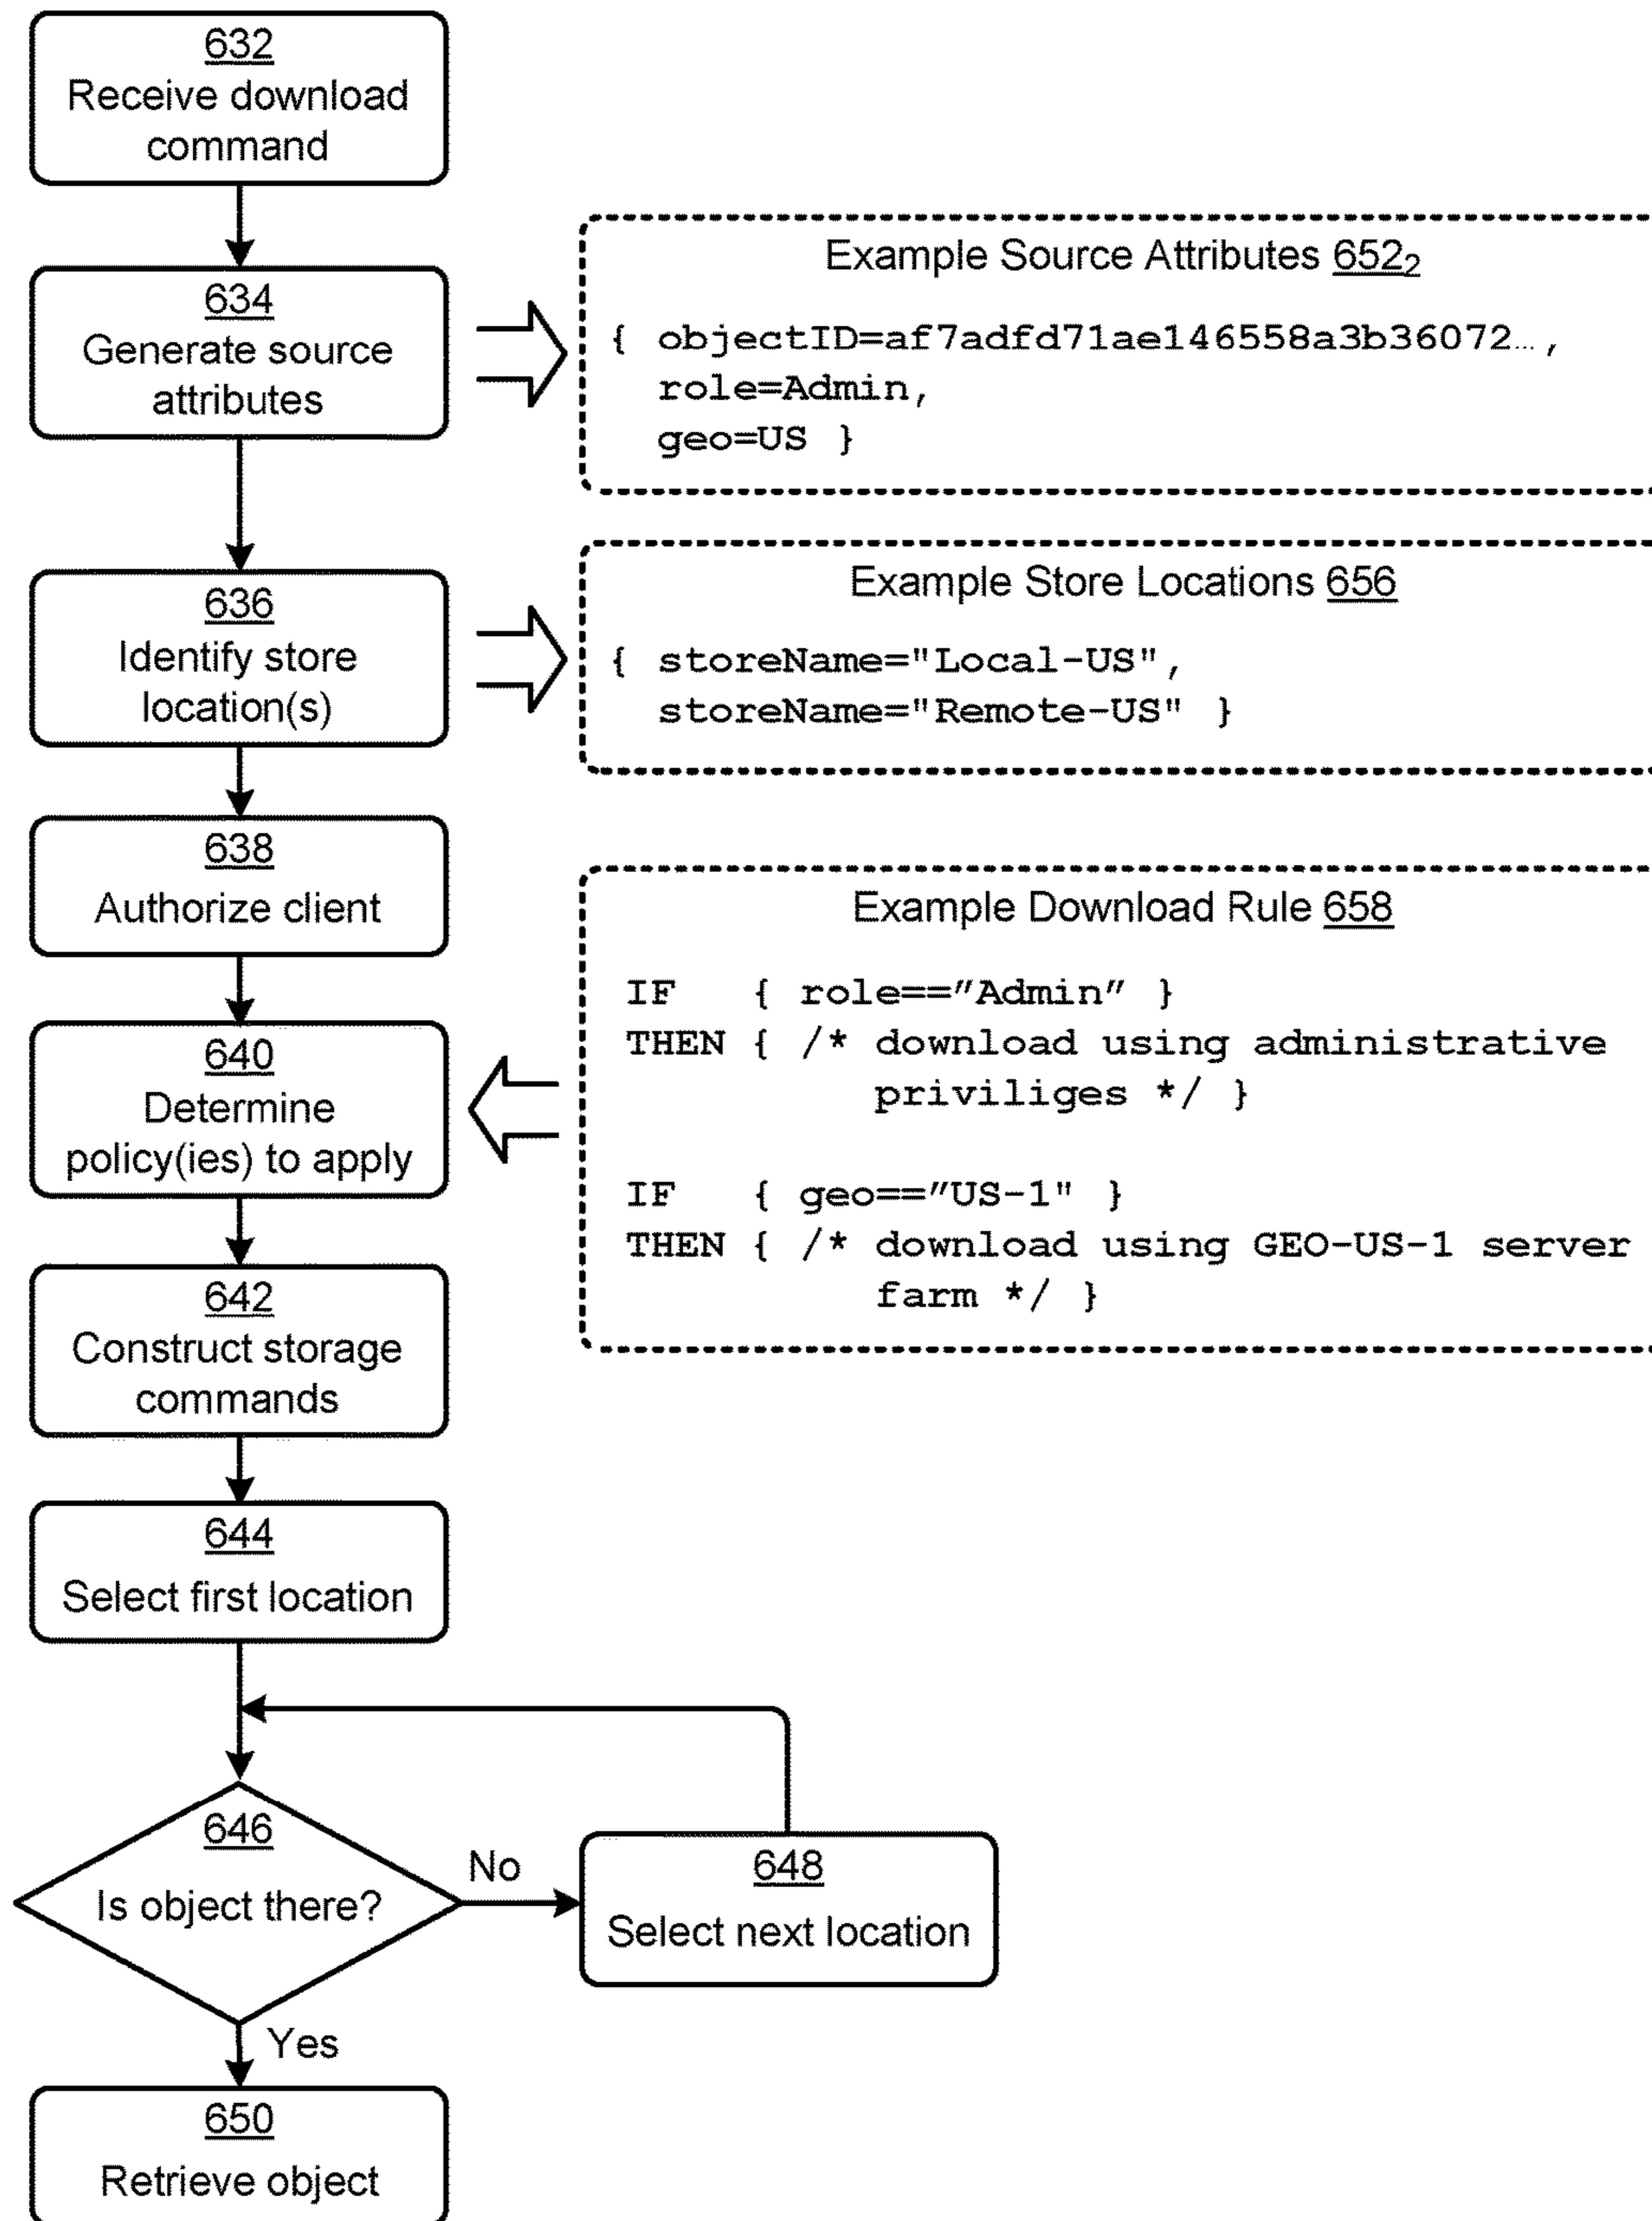 632
Receive download
command
634
Generate source
attributes
Example Source Attributes 652₂
{ objectID=af7adfd71ae146558a3b36072… ,
role=Admin,
geo=US }
636
Identify store
location(s)
Example Store Locations 656
{ storeName="Local-US",
storeName="Remote-US" }
638
Authorize client
640
Determine
policy(ies) to apply
Example Download Rule 658
IF { role=="Admin" }
THEN { /* download using administrative
priviliges */ }
IF { geo=="US-1" }
THEN { /* download using GEO-US-1 server
farm */ }
642
Construct storage
commands
644
Select first location
646
Is object there?
No
648
Select next location
Yes
650
Retrieve object